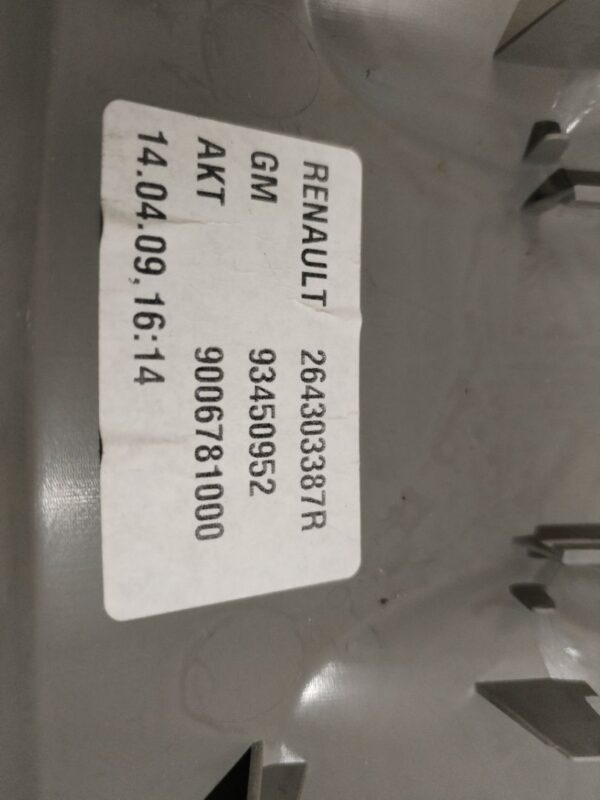 RENAULT 264303387R
GM 93450952
AKT 9006781000
14.04.09, 16:14